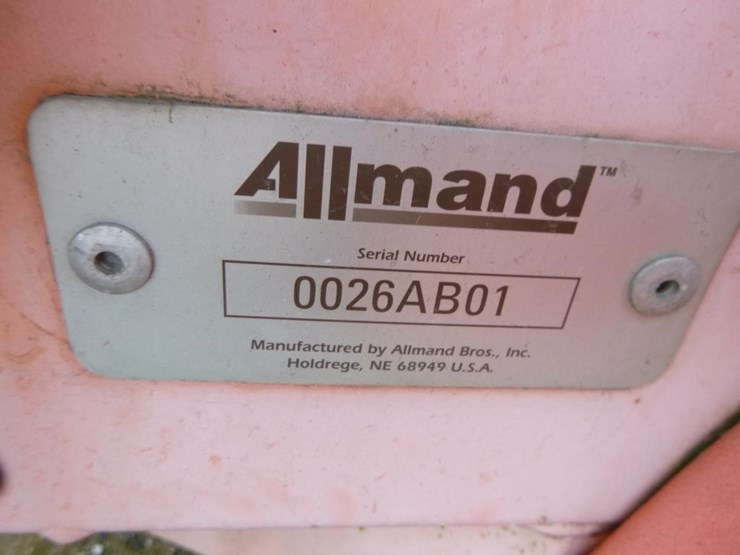 Allmand™
Serial Number
0026AB01
Manufactured by Allmand Bros., Inc.
Holdrege, NE 68949 U.S.A.